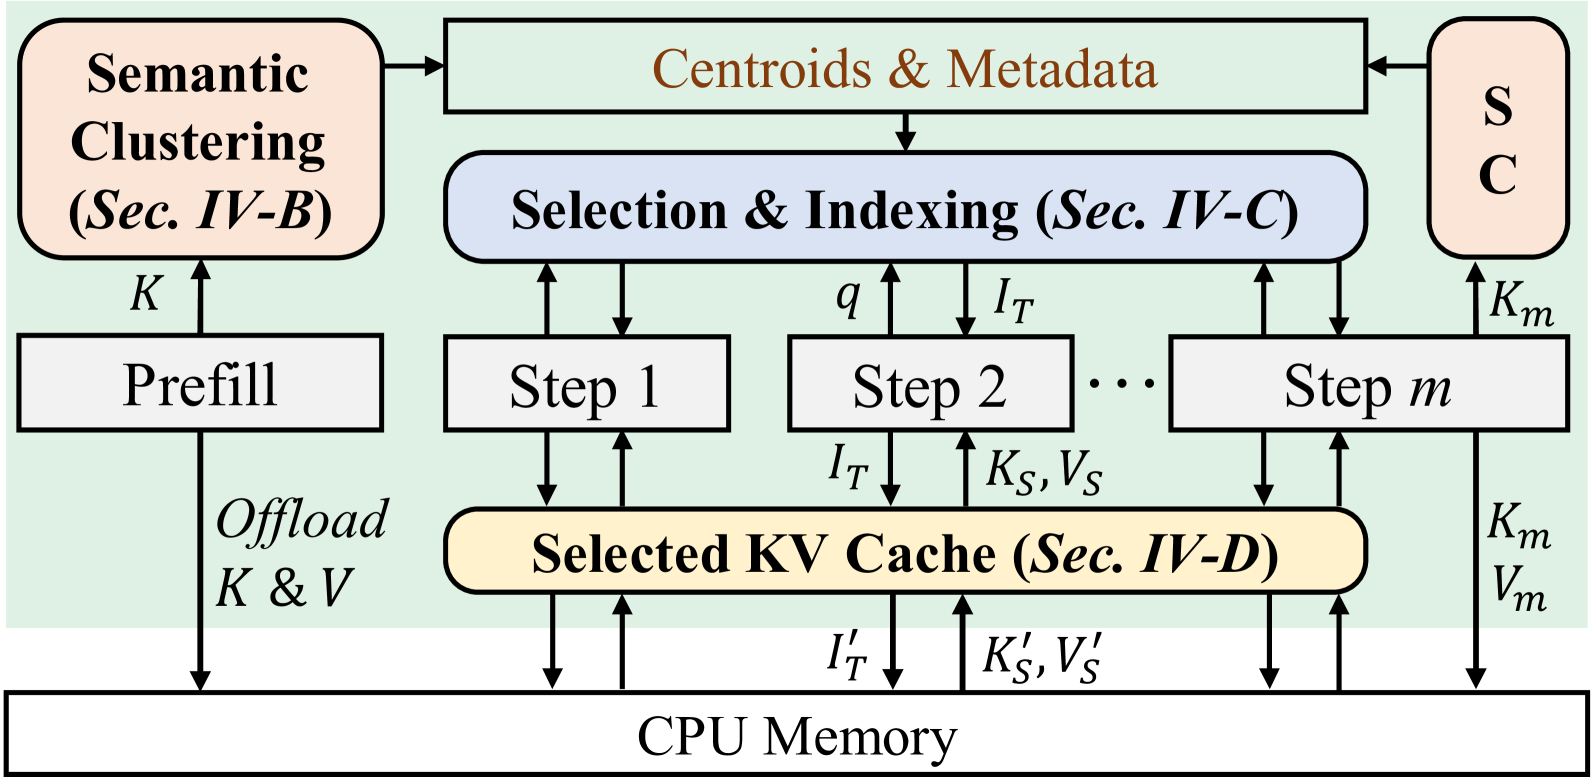 Semantic
Clustering
(Sec. IV-B)
Centroids & Metadata
S
C
Selection & Indexing (Sec. IV-C)
K
q
I_T
K_m
Prefill
Step 1
Step 2
···
Step m
I_T
K_S, V_S
Offload
K & V
Selected KV Cache (Sec. IV-D)
K_m
V_m
I'_T
K'_S, V'_S
CPU Memory